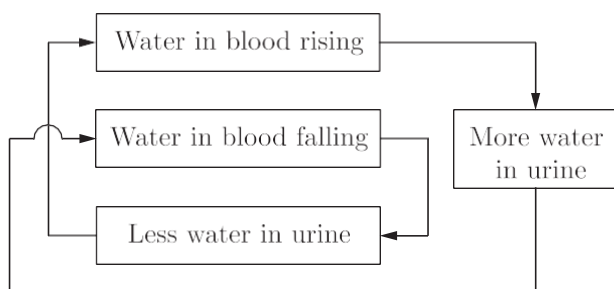 Water in blood rising
Water in blood falling
More water
in urine
Less water in urine